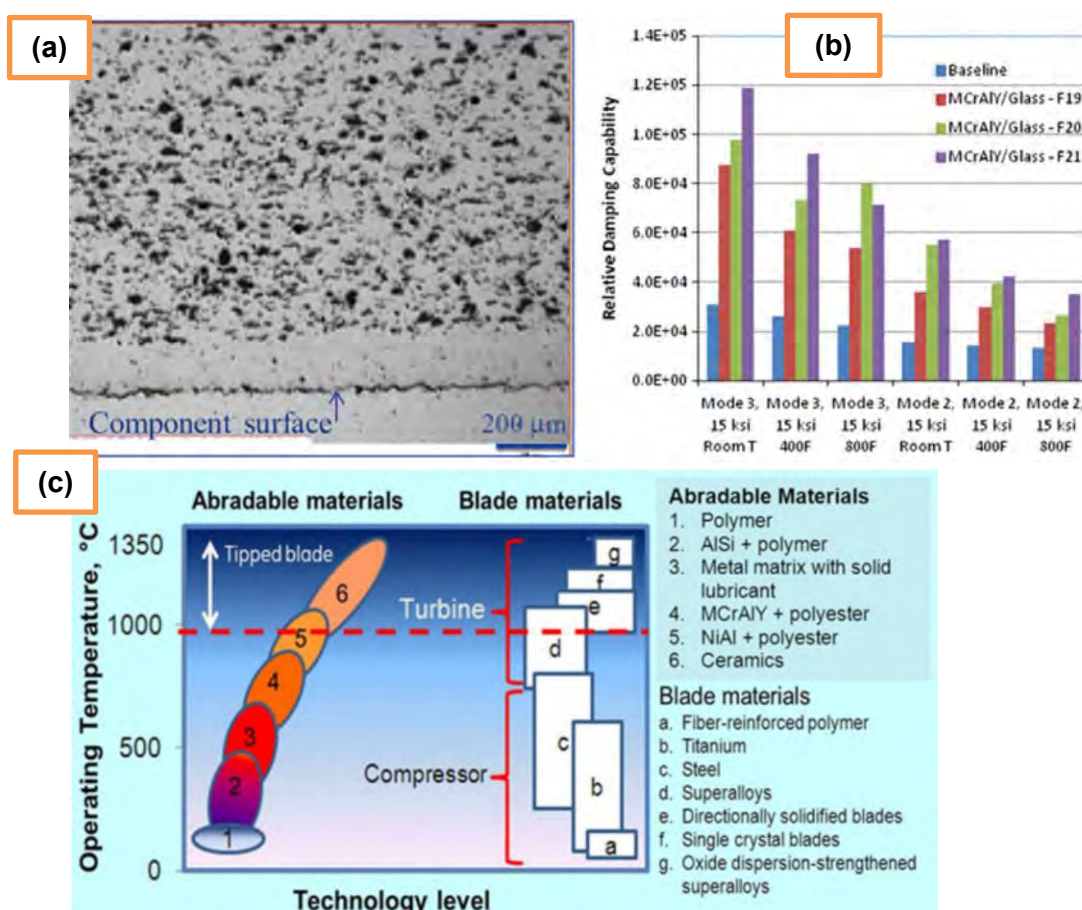 (a)
Component surface
200 µm
(b)
Relative Damping Capability
1.4E+05
1.2E+05
1.0E+05
8.0E+04
6.0E+04
4.0E+04
2.0E+04
0.0E+00
Baseline
MCrAlY/Glass - F19
MCrAlY/Glass - F20
MCrAlY/Glass - F21
Mode 3, 15 ksi Room T
Mode 3, 15 ksi 400F
Mode 3, 15 ksi 800F
Mode 2, 15 ksi Room T
Mode 2, 15 ksi 400F
Mode 2, 15 ksi 800F
(c)
Abradable materials
Blade materials
Operating Temperature, °C
1350
1000
500
0
Tipped blade
6
5
4
3
2
1
Turbine
Compressor
g
f
e
d
c
b
a
Technology level
Abradable Materials
1. Polymer
2. AlSi + polymer
3. Metal matrix with solid
lubricant
4. MCrAlY + polyester
5. NiAl + polyester
6. Ceramics
Blade materials
a. Fiber-reinforced polymer
b. Titanium
c. Steel
d. Superalloys
e. Directionally solidified blades
f. Single crystal blades
g. Oxide dispersion-strengthened
superalloys